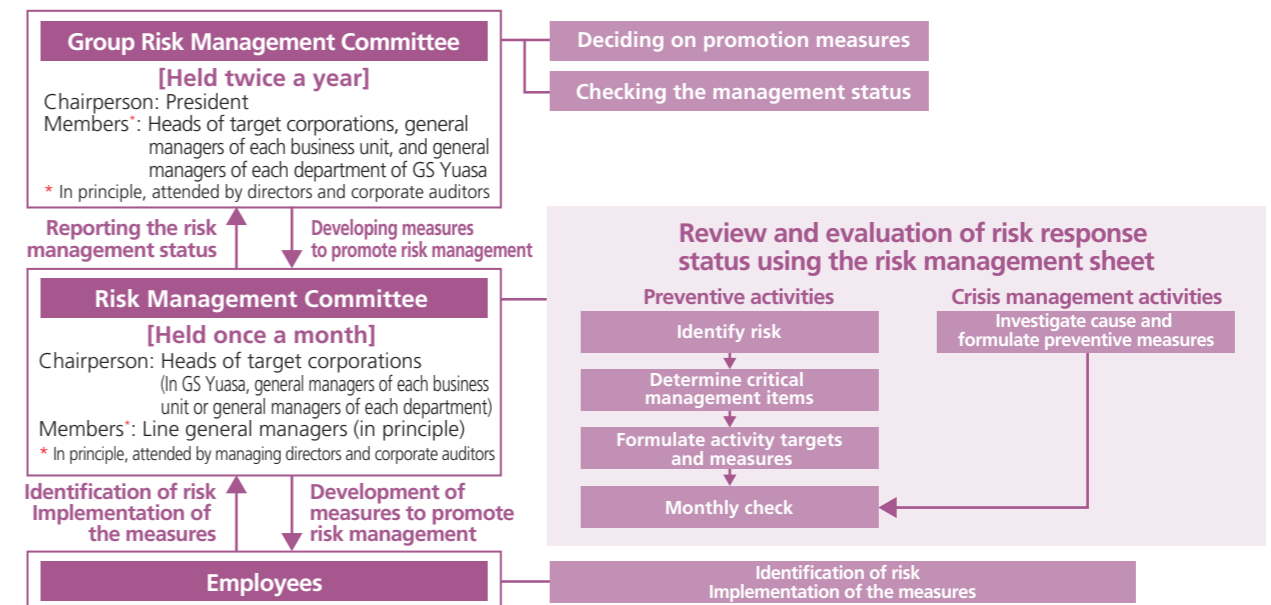 Group Risk Management Committee
[Held twice a year]
Chairperson: President
Members*: Heads of target corporations, general
managers of each business unit, and general
managers of each department of GS Yuasa
* In principle, attended by directors and corporate auditors
Deciding on promotion measures
Checking the management status
Reporting the risk
management status
Developing measures
to promote risk management
Risk Management Committee
[Held once a month]
Chairperson: Heads of target corporations
(In GS Yuasa, general managers of each business
unit or general managers of each department)
Members*: Line general managers (in principle)
* In principle, attended by managing directors and corporate auditors
Review and evaluation of risk response
status using the risk management sheet
Preventive activities
Identify risk
Determine critical
management items
Formulate activity targets
and measures
Monthly check
Crisis management activities
Investigate cause and
formulate preventive measures
Identification of risk
Implementation of
the measures
Development of
measures to promote
risk management
Employees
Identification of risk
Implementation of the measures